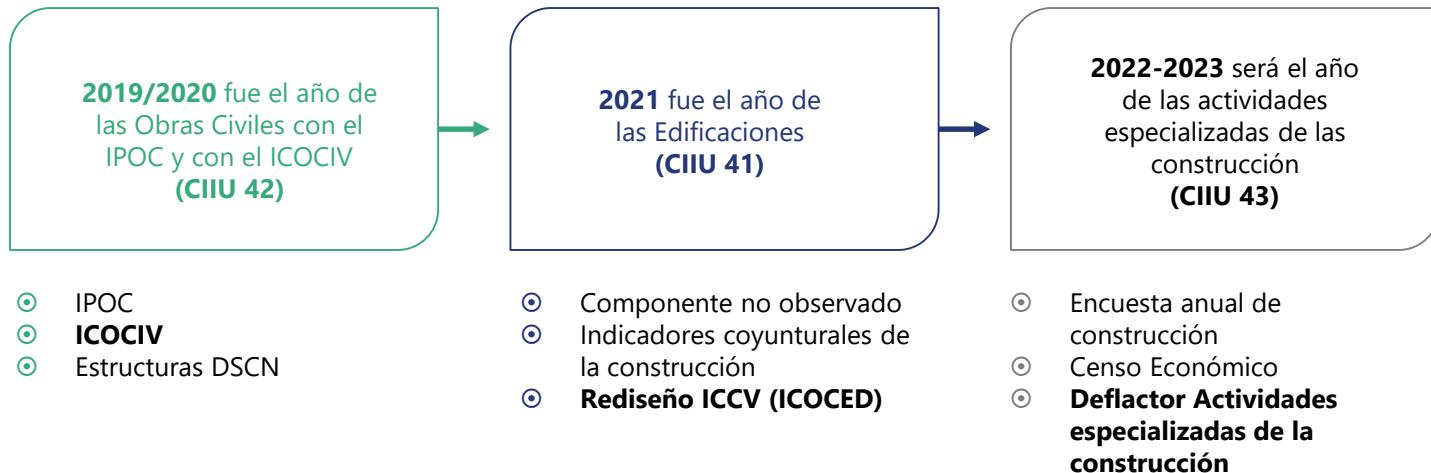 2019/2020 fue el año de
las Obras Civiles con el
IPOC y con el ICOCIV
(CIIU 42)
IPOC
ICOCIV
Estructuras DSCN
2021 fue el año de
las Edificaciones
(CIIU 41)
Componente no observado
Indicadores coyunturales de
la construcción
Rediseño ICCV (ICOCED)
2022-2023 será el año
de las actividades
especializadas de las
construcción
(CIIU 43)
Encuesta anual de
construcción
Censo Económico
Deflactor Actividades
especializadas de la
construcción